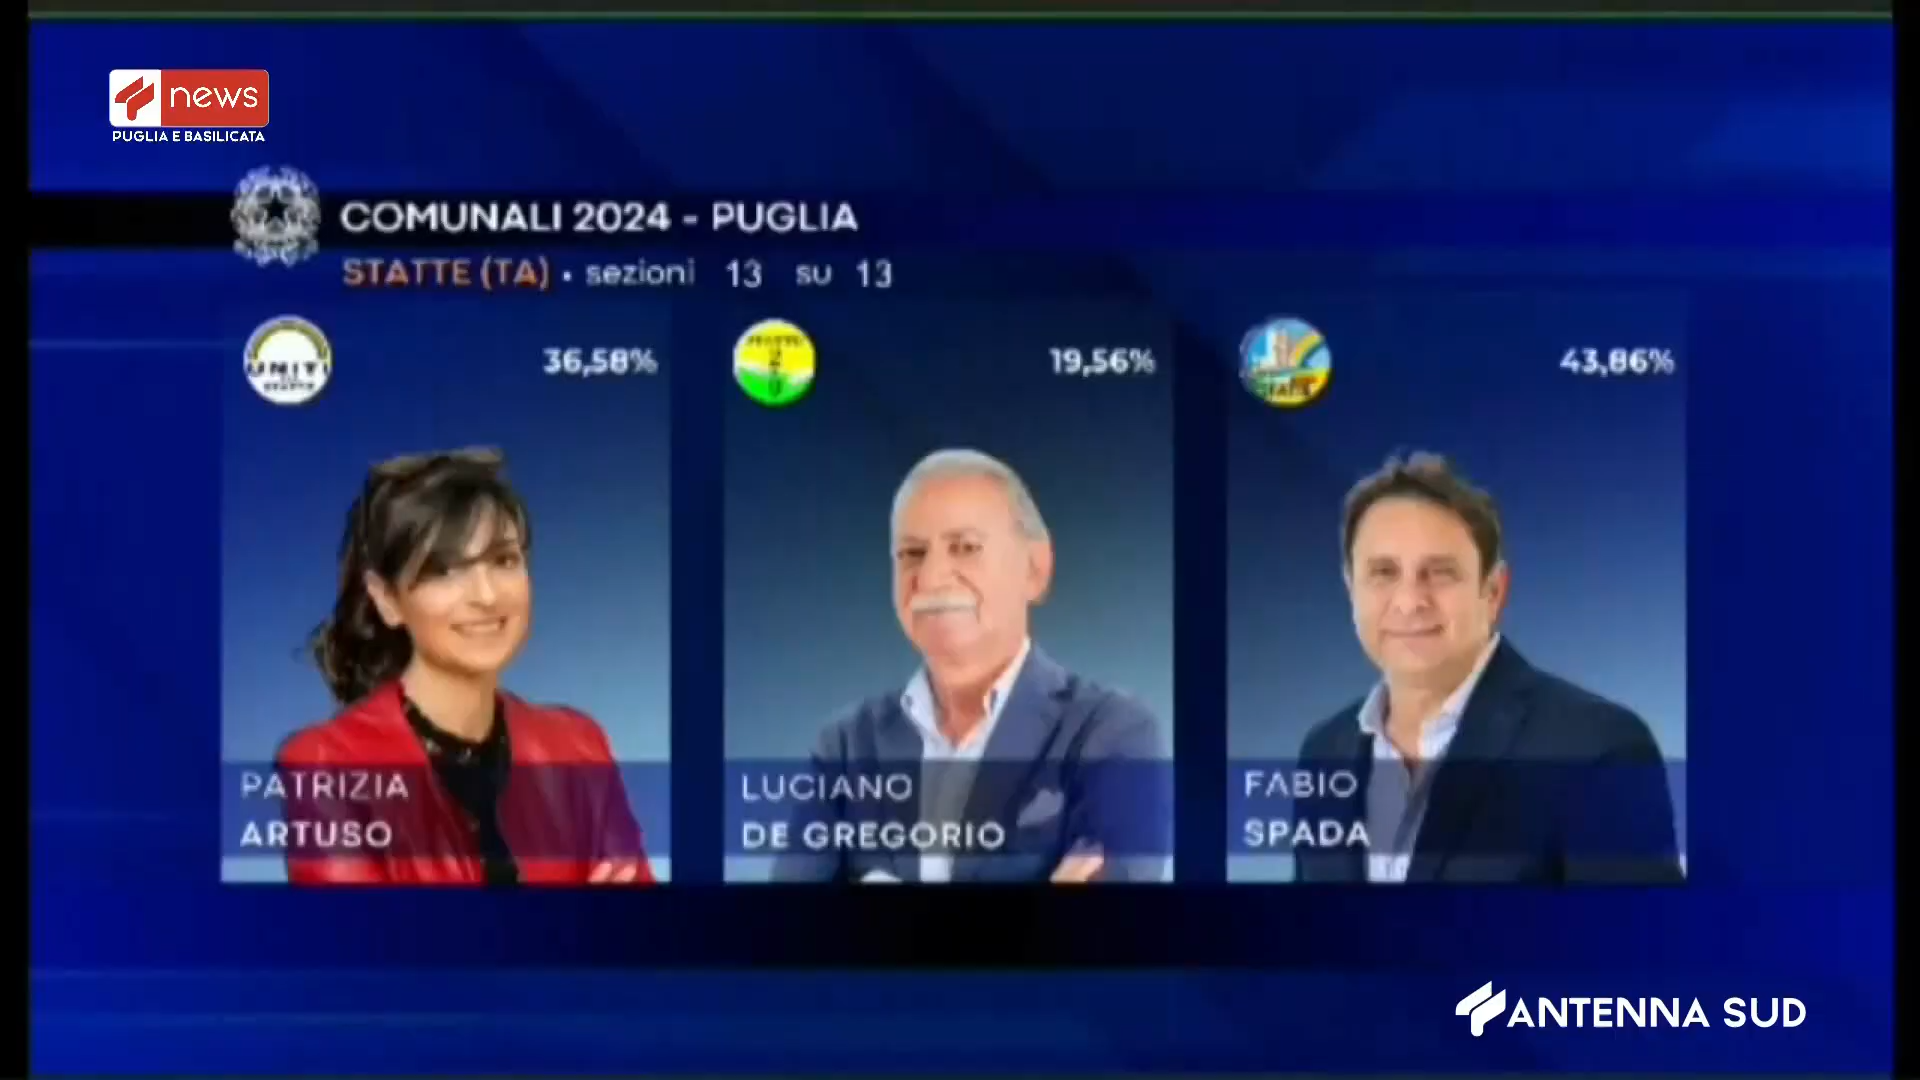 news
PUGLIA E BASILICATA
COMUNALI 2024 - PUGLIA
STATTE (TA) • sezioni 13 su 13
36,58%
19,56%
43,86%
UNITI
PATRIZIA
ARTUSO
LUCIANO
DE GREGORIO
FABIO
SPADA
ANTENNA SUD